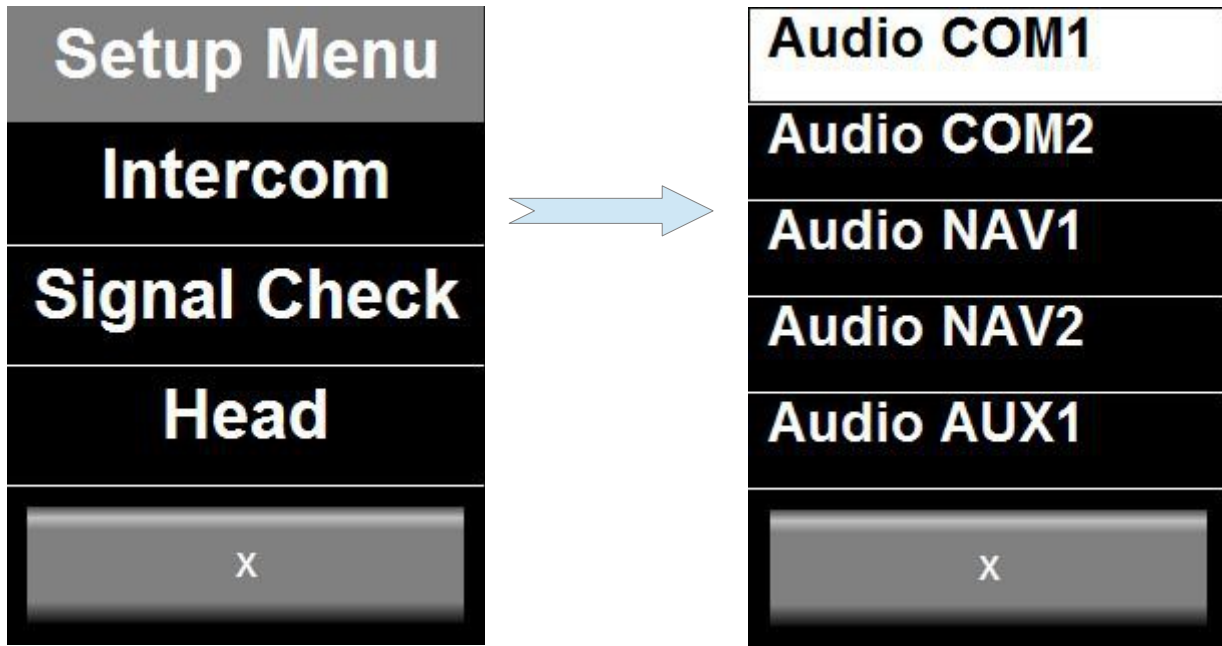 Setup Menu
Intercom
Signal Check
Head
X
Audio COM1
Audio COM2
Audio NAV1
Audio NAV2
Audio AUX1
X